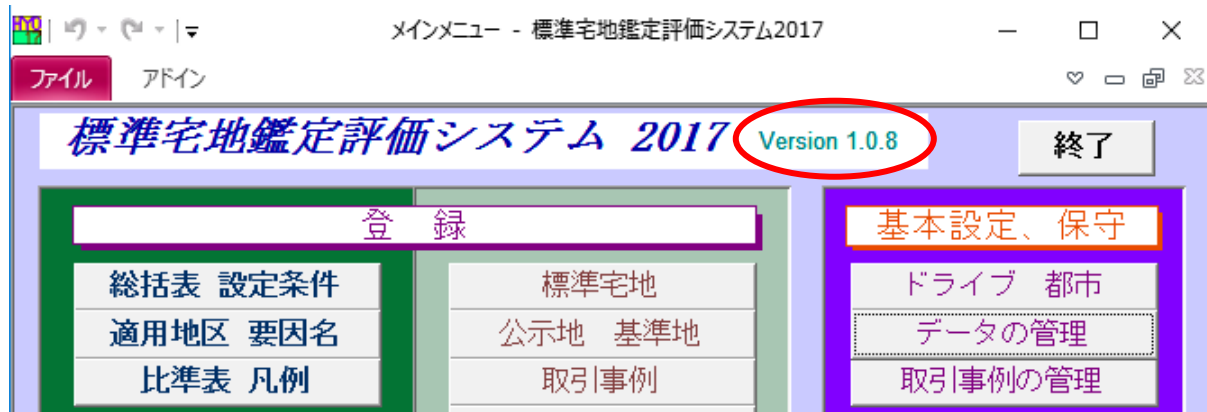 メインメニュー - 標準宅地鑑定評価システム2017
ファイル アドイン
標準宅地鑑定評価システム 2017 Version 1.0.8 終了
登 録
基本設定、保守
総括表 設定条件 標準宅地 ドライブ 都市
適用地区 要因名 公示地 基準地 データの管理
比準表 凡例 取引事例 取引事例の管理